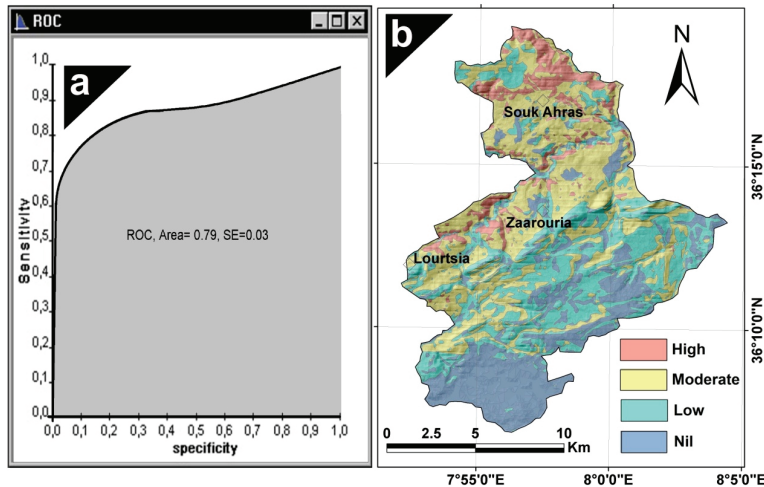 ROC
a
1,0
0,9
0,8
0,7
0,6
0,5
0,4
0,3
0,2
0,1
0,0
Sensitivity
ROC, Area= 0.79, SE=0.03
0,0 0,1 0,2 0,3 0,4 0,5 0,6 0,7 0,8 0,9 1,0
specificity
b
N
Souk Ahras
Zaarouria
Lourtsia
36°15'0"N
36°10'0"N
High
Moderate
Low
Nil
0 2.5 5 10
Km
7°55'0"E 8°0'0"E 8°5'0"E